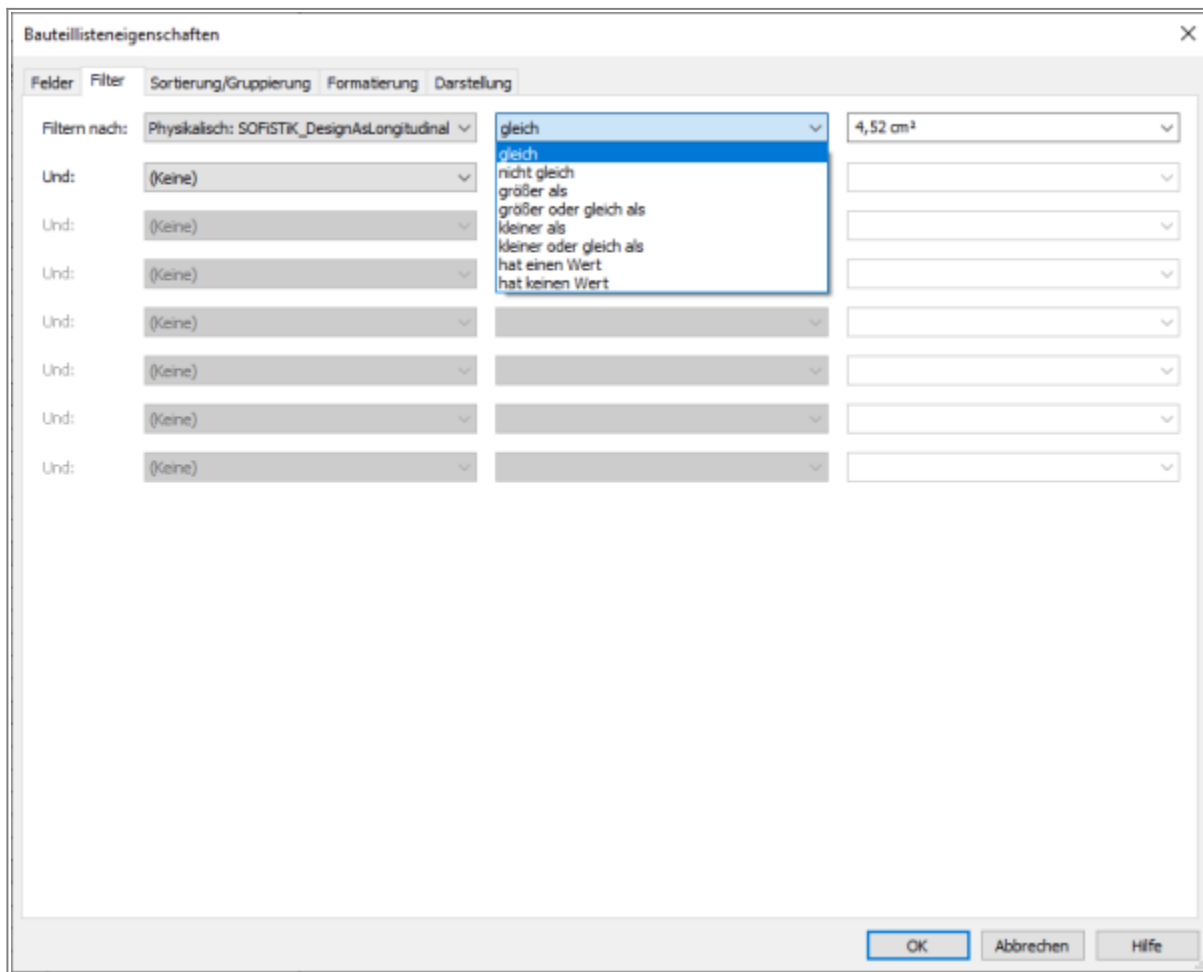 Bauteillisteneigenschaften
Felder Filter Sortierung/Gruppierung Formatierung Darstellung
Filtern nach: Physikalisch: SOFiSTiK_DesignAsLongitudinal gleich 4,52 cm²
gleich
Und: (Keine) nicht gleich
größer als
Und: (Keine) größer oder gleich als
kleiner als
kleiner oder gleich als
Und: (Keine) hat einen Wert
hat keinen Wert
Und: (Keine)
Und: (Keine)
Und: (Keine)
Und: (Keine)
OK Abbrechen Hilfe